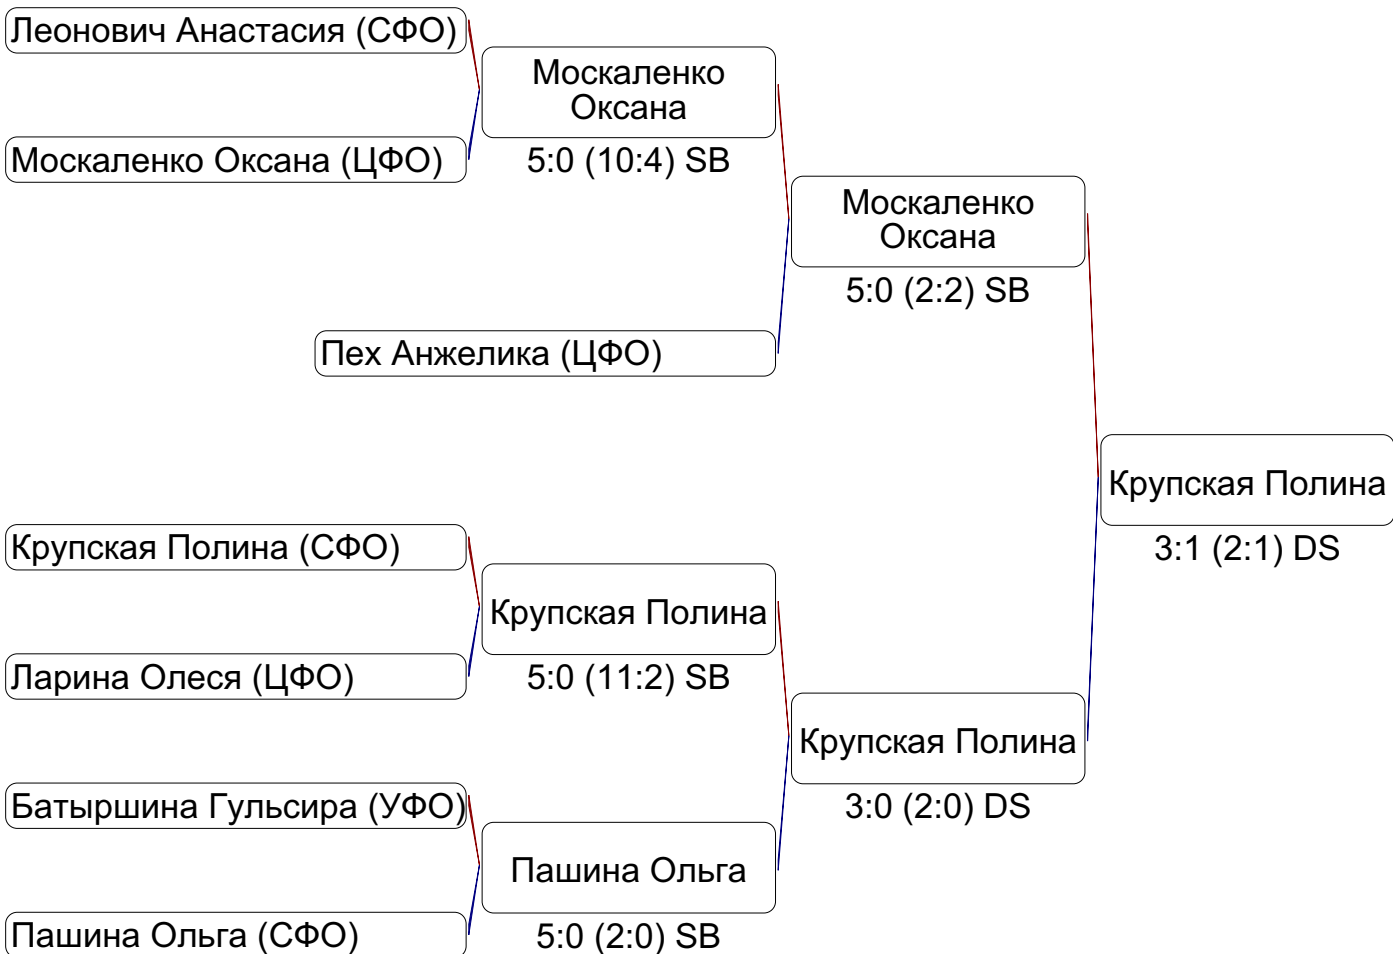 Леонович Анастасия (СФО)
Москаленко
Оксана
Москаленко Оксана (ЦФО)
5:0 (10:4) SB
Москаленко
Оксана
5:0 (2:2) SB
Пех Анжелика (ЦФО)
Крупская Полина
3:1 (2:1) DS
Крупская Полина (СФО)
Крупская Полина
Ларина Олеся (ЦФО)
5:0 (11:2) SB
Крупская Полина
3:0 (2:0) DS
Батыршина Гульсира (УФО)
Пашина Ольга
Пашина Ольга (СФО)
5:0 (2:0) SB